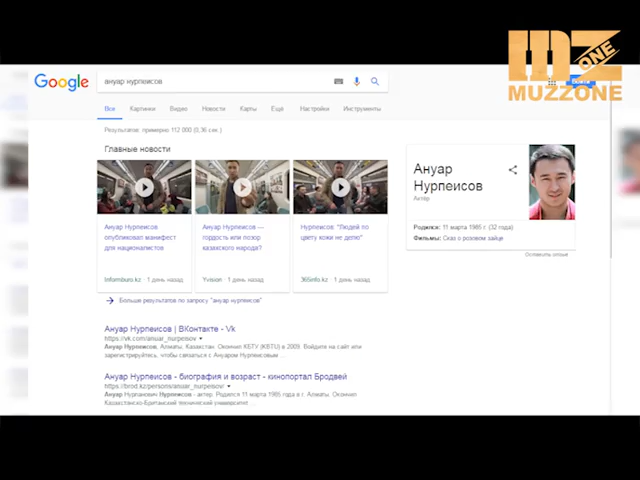 MZ ONE
MUZZONE
Google
ануар нурпеисов
Все Картинки Видео Новости Карты Ещё Настройки Инструменты
Результатов: примерно 112 000 (0,36 сек.)
Главные новости
Ануар Нурпеисов опубликовал манифест для националистов
Informburo.kz · 1 день назад
Ануар Нурпеисов — гордость или позор казахского народа?
Yvision · 1 день назад
Нурпеисов: "Людей по цвету кожи не делю"
365info.kz · 1 день назад
Больше результатов по запросу "ануар нурпеисов"
Ануар Нурпеисов
Актёр
Родился: 11 марта 1985 г. (32 года)
Фильмы: Сказ о розовом зайце
Оставить отзыв
Ануар Нурпеисов | ВКонтакте - Vk
https://vk.com/anuar_nurpeisov
Ануар Нурпеисов, Алматы, Казахстан. Окончил КБТУ (KBTU) в 2009. Войдите на сайт или
зарегистрируйтесь, чтобы связаться с Ануаром Нурпеисовым ...
Ануар Нурпеисов - биография и возраст - кинопортал Бродвей
https://brod.kz/persons/anuar_nurpeisov/
Ануар Нурланович Нурпеисов - актер. Родился 11 марта 1985 года в г. Алматы. Окончил
Казахстанско-Британский технический университет ...